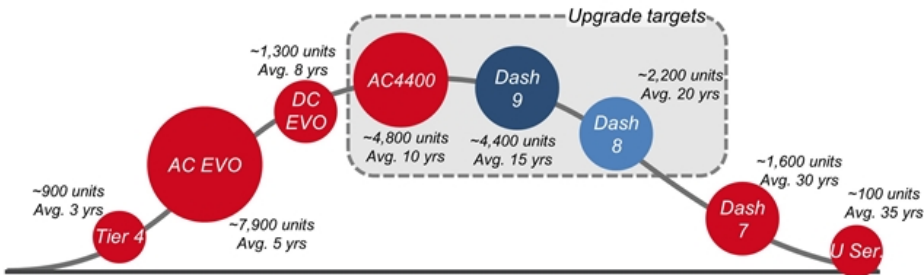 Upgrade targets
~900 units
Avg. 3 yrs
Tier 4
AC EVO
~7,900 units
Avg. 5 yrs
~1,300 units
Avg. 8 yrs
DC
EVO
AC4400
~4,800 units
Avg. 10 yrs
Dash
9
~4,400 units
Avg. 15 yrs
~2,200 units
Avg. 20 yrs
Dash
8
~1,600 units
Avg. 30 yrs
Dash
7
~100 units
Avg. 35 yrs
U Ser.